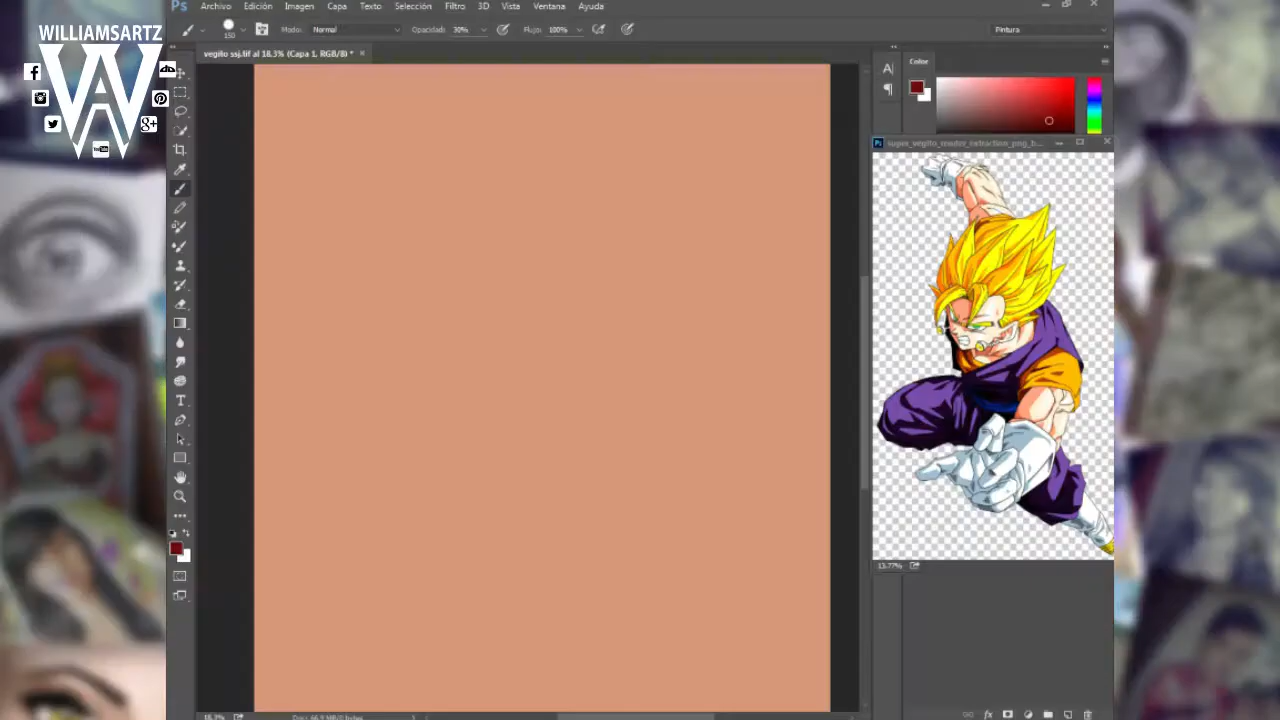 WILLIAMSARTZ
Ps Archivo Edición Imagen Capa Texto Selección Filtro 3D Vista Ventana Ayuda
150 Modo: Normal Opacidad: 30% Flujo: 100% Pintura
vegito ssj.tif al 18.3% (Capa 1, RGB/8) *
Color
super_vegito_render_extraction_png_b...
13.77%
18.3% Doc: 66.9 MB/0 bytes